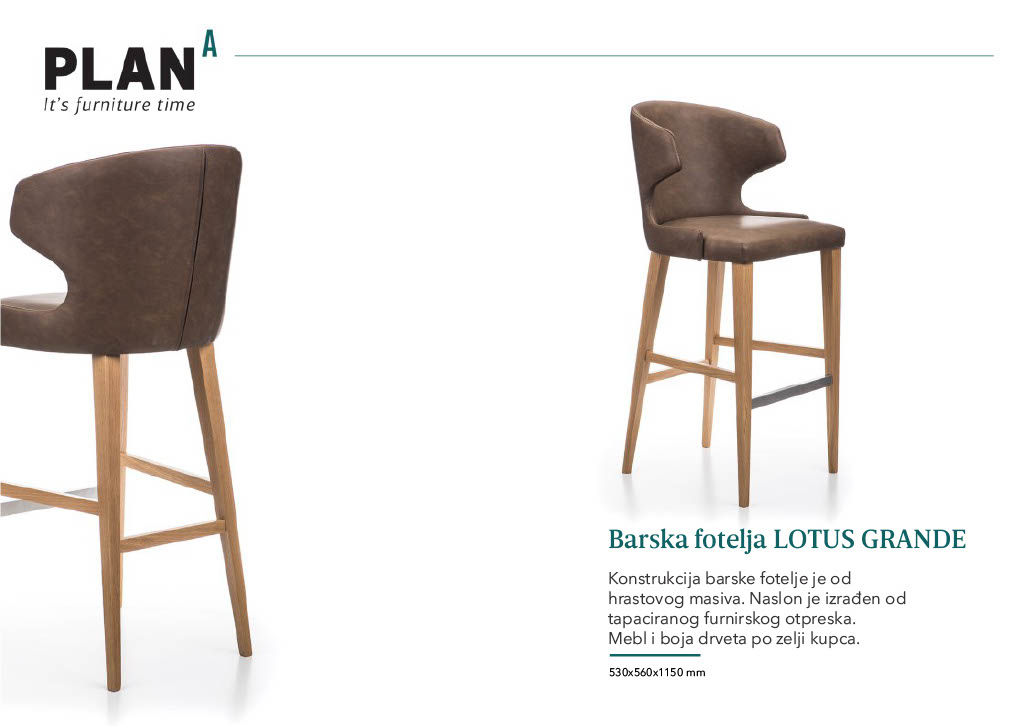 PLAN A
It's furniture time
Barska fotelja LOTUS GRANDE
Konstrukcija barske fotelje je od
hrastovog masiva. Naslon je izrađen od
tapaciranog furnirskog otpreska.
Mebl i boja drveta po zelji kupca.
530x560x1150 mm